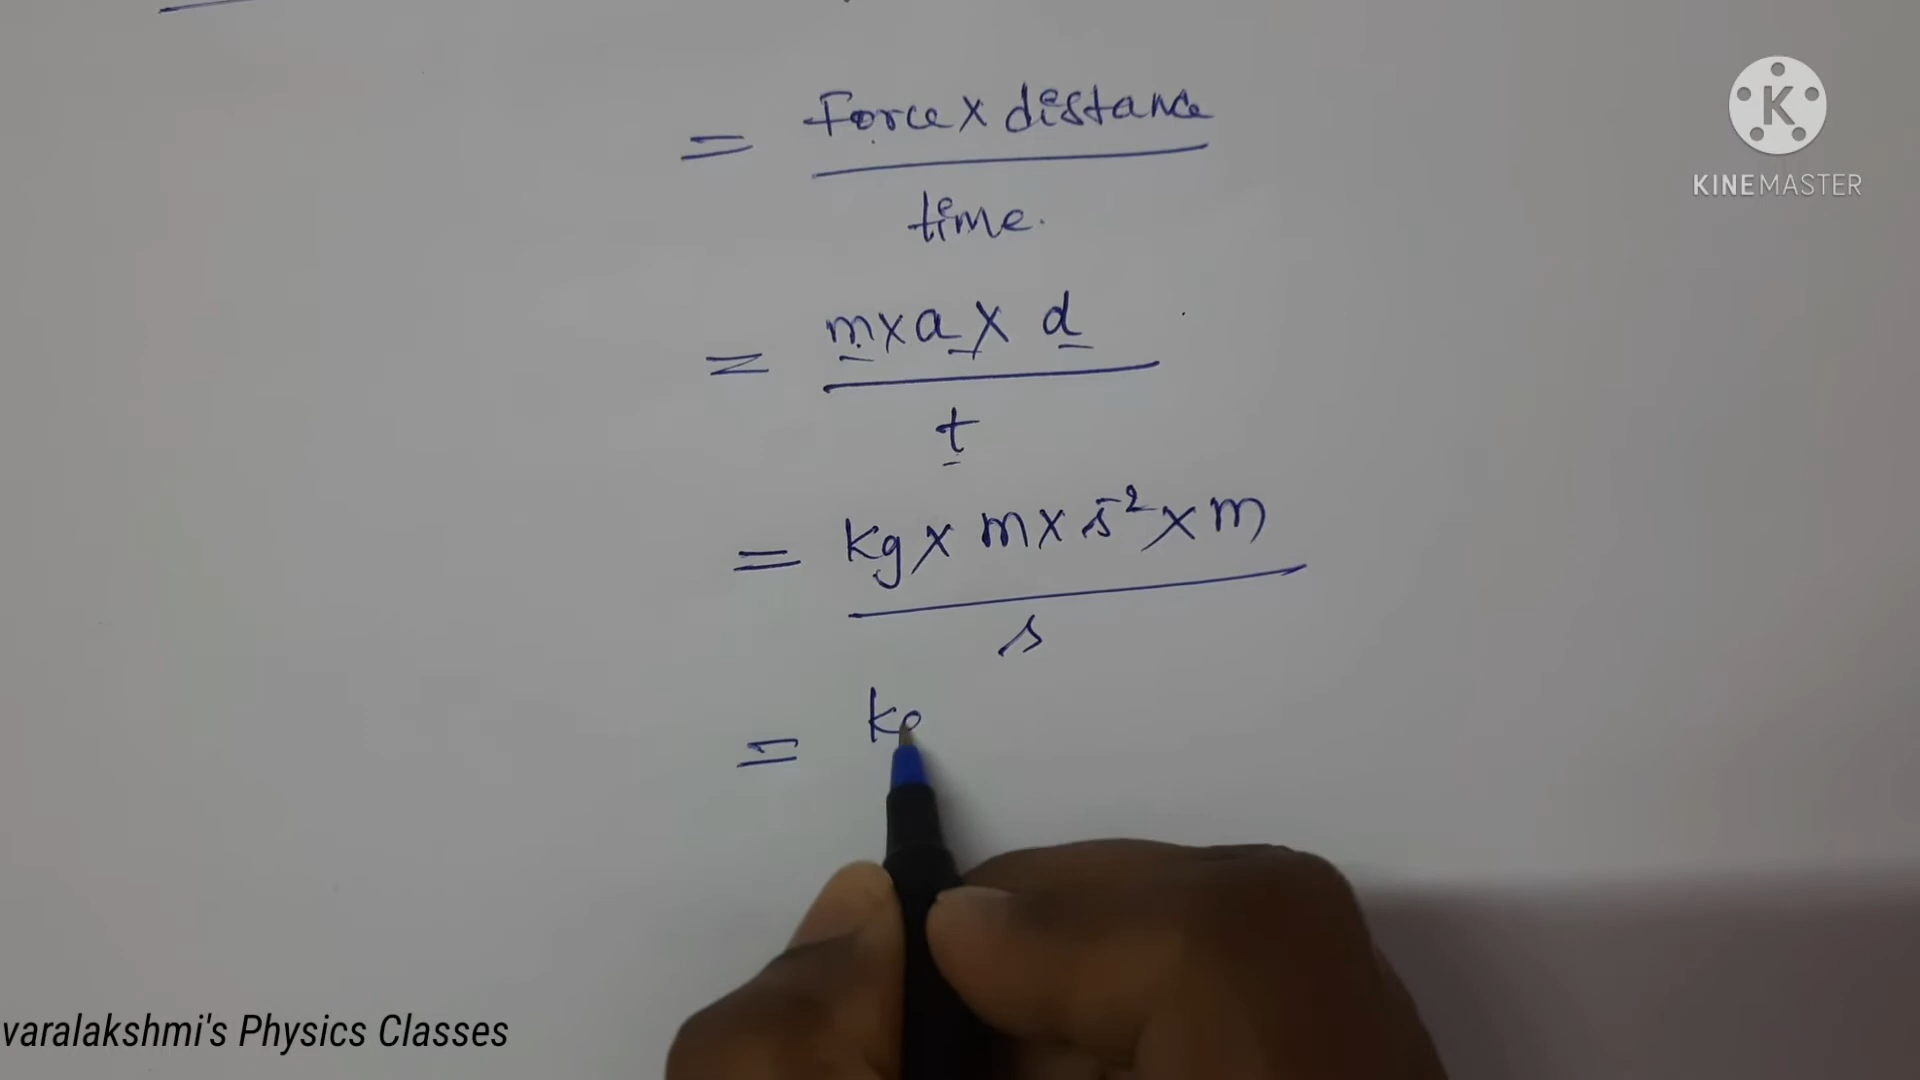 = Force x distance
time.
= m x a x d
t
= kg x m x s⁻² x m
s
= k
K
KINEMASTER
varalakshmi's Physics Classes